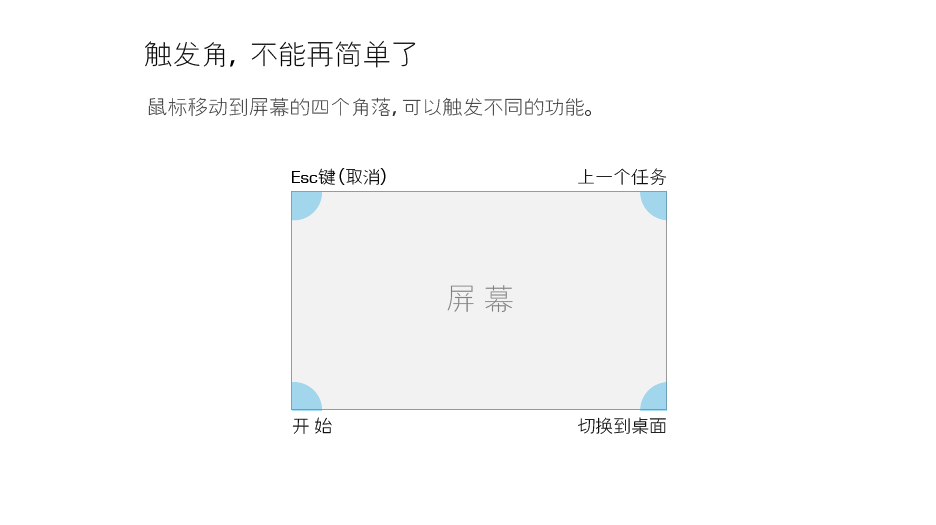 触发角，不能再简单了
鼠标移动到屏幕的四个角落，可以触发不同的功能。
Esc键（取消） 上一个任务
屏 幕
开 始 切换到桌面